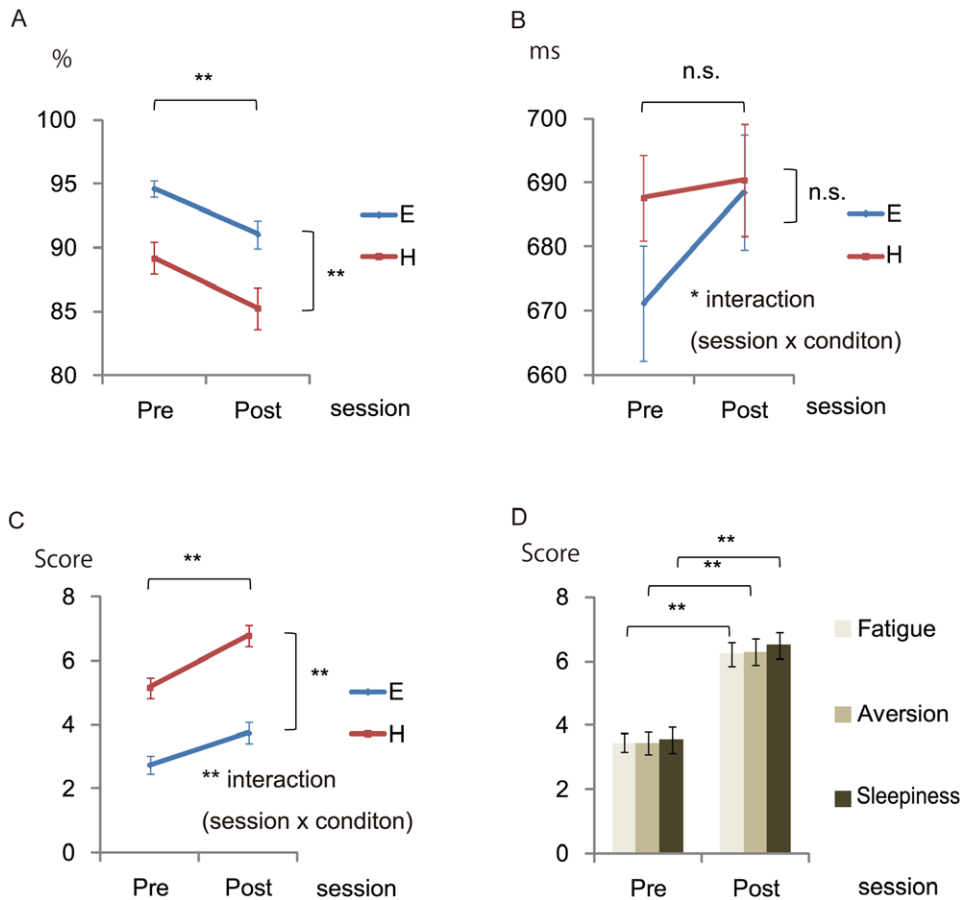 A
%
**
100
95
90
85
80
E
H
**
Pre Post session
B
ms
n.s.
700
690
680
670
660
n.s.
E
H
* interaction
(session x conditon)
Pre Post session
C
Score
**
8
6
4
2
0
**
E
H
** interaction
(session x conditon)
Pre Post session
D
Score
**
**
**
8
6
4
2
0
Fatigue
Aversion
Sleepiness
Pre Post session